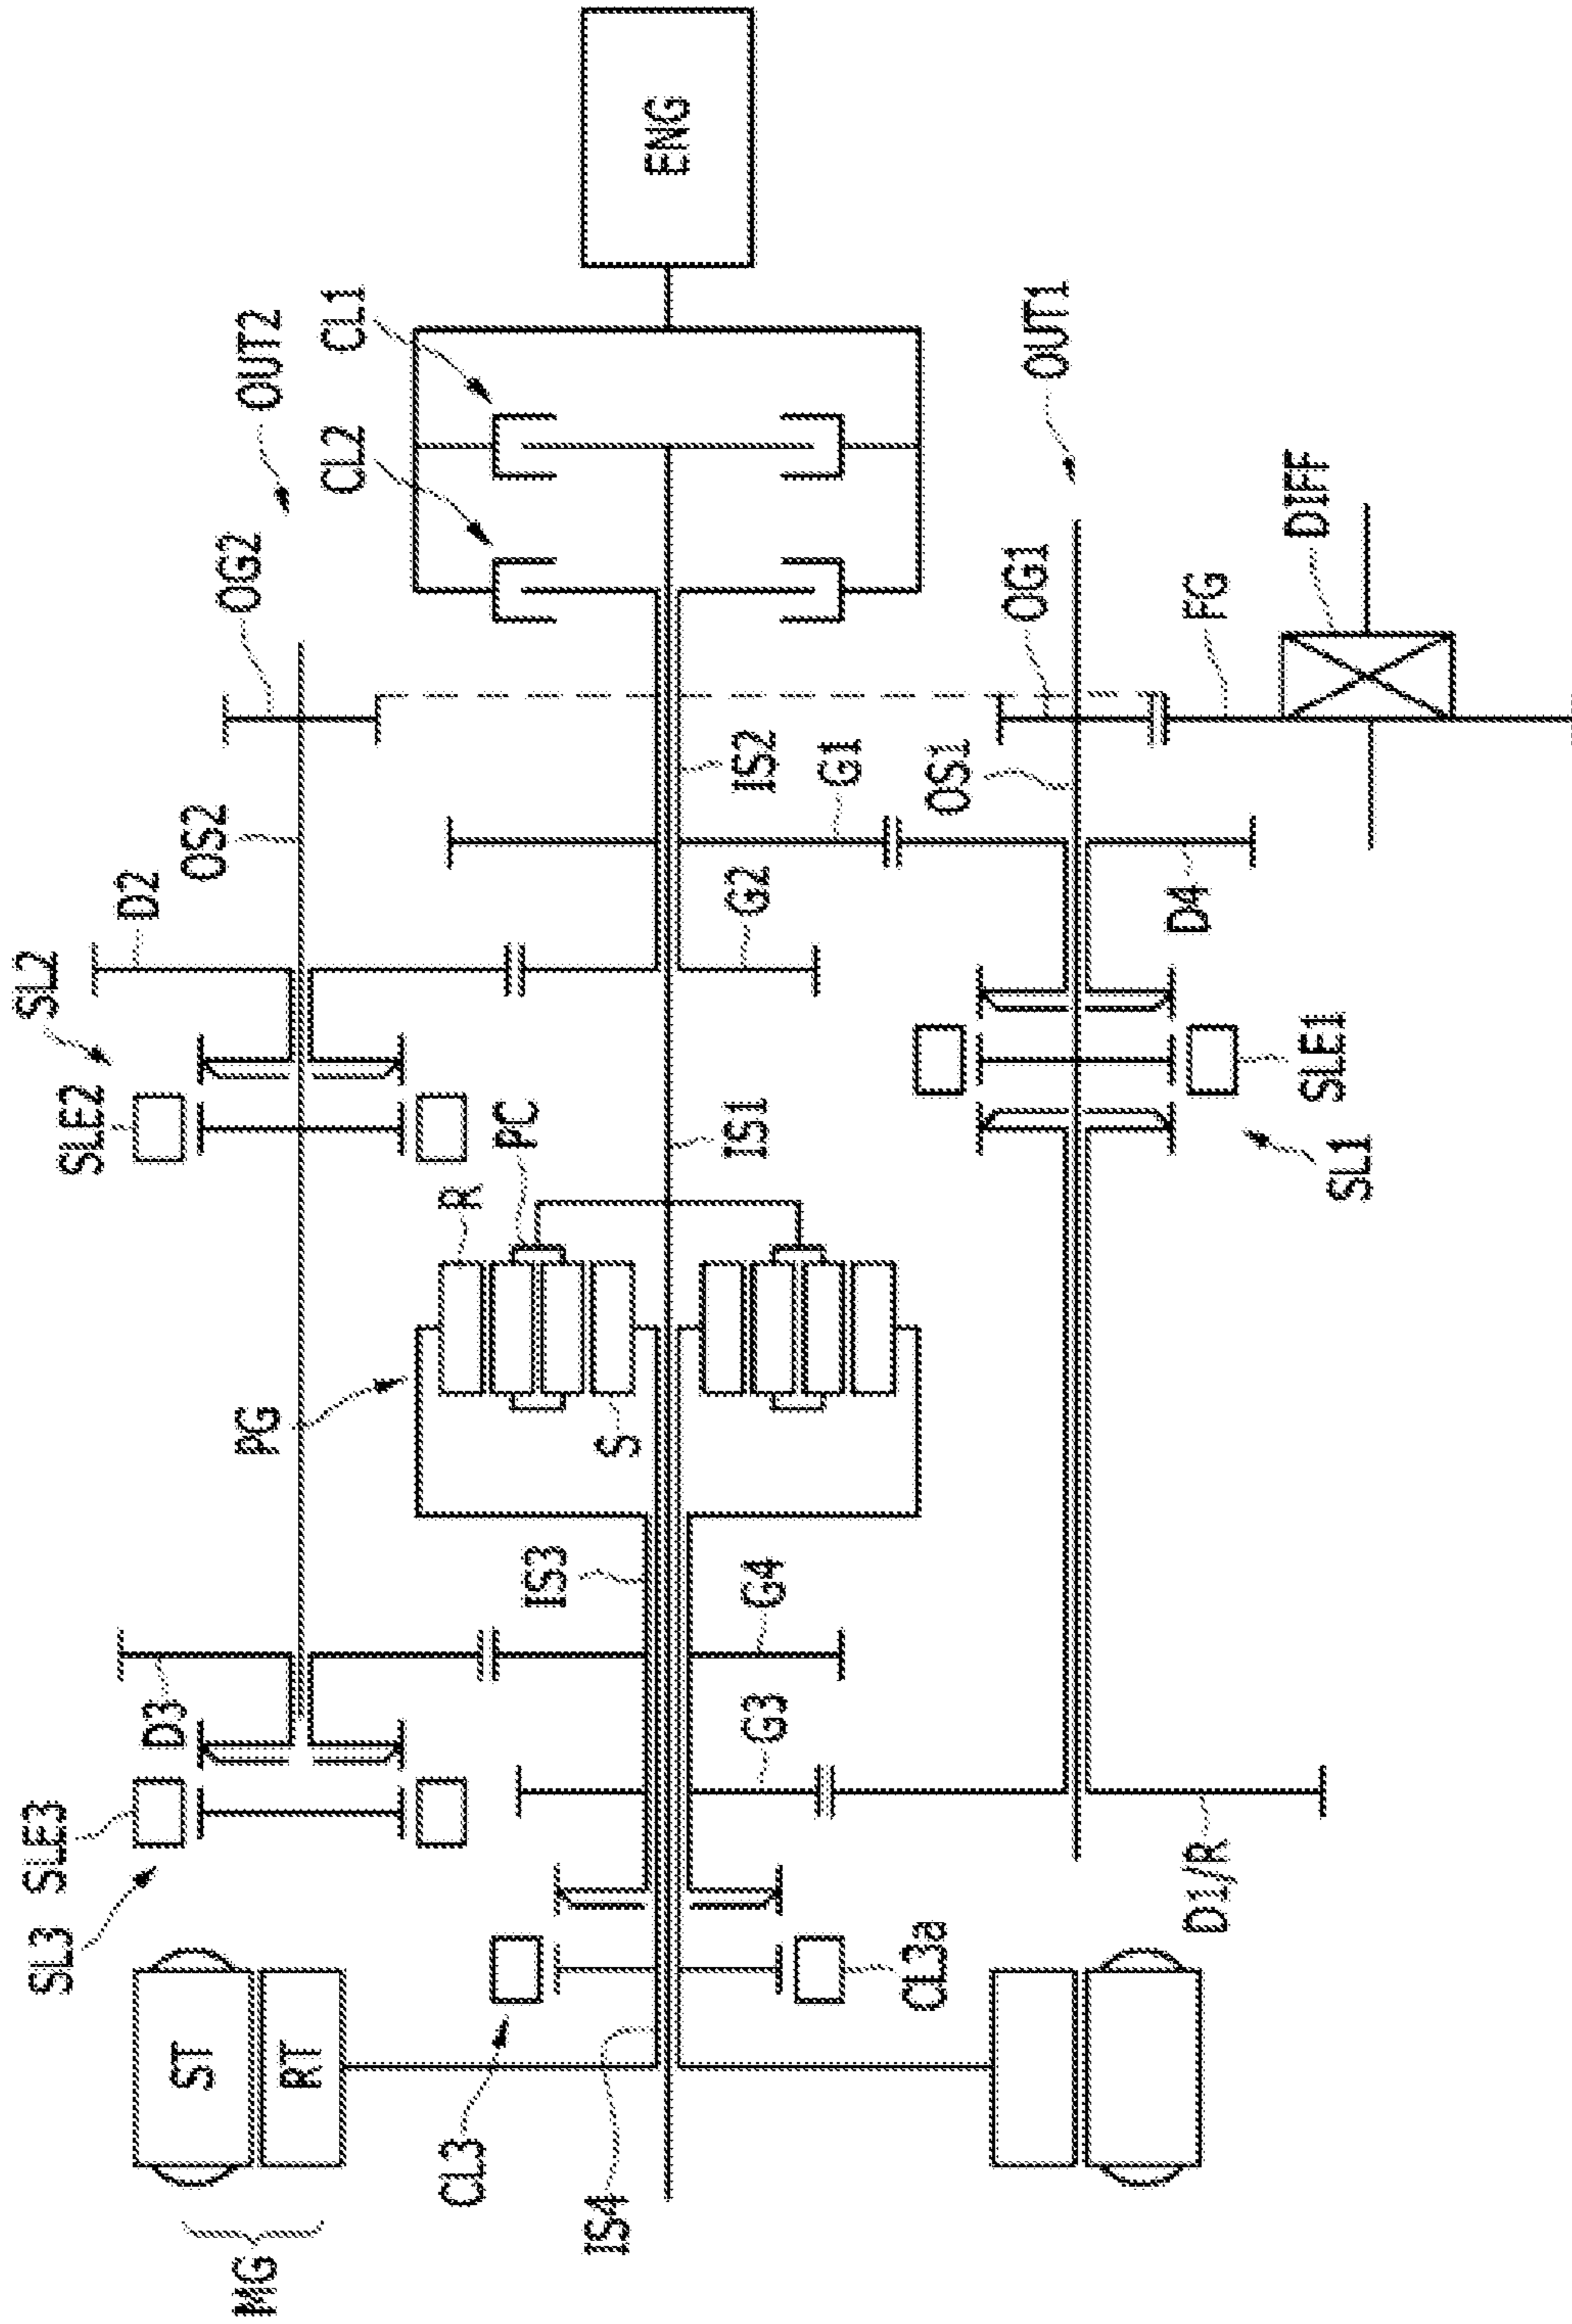 ENG
CL1
OUT2
CL2
OUT1
OG2
OG1
FG
DIFF
OS2
IS2
G1
OS1
D2
G2
D4
SL2
SLE2
PC
R
IS1
SLE1
SL1
PG
S
IS3
G4
D3
G3
SLE3
SL3
D1/R
CL3a
ST
RT
CL3
IS4
MG